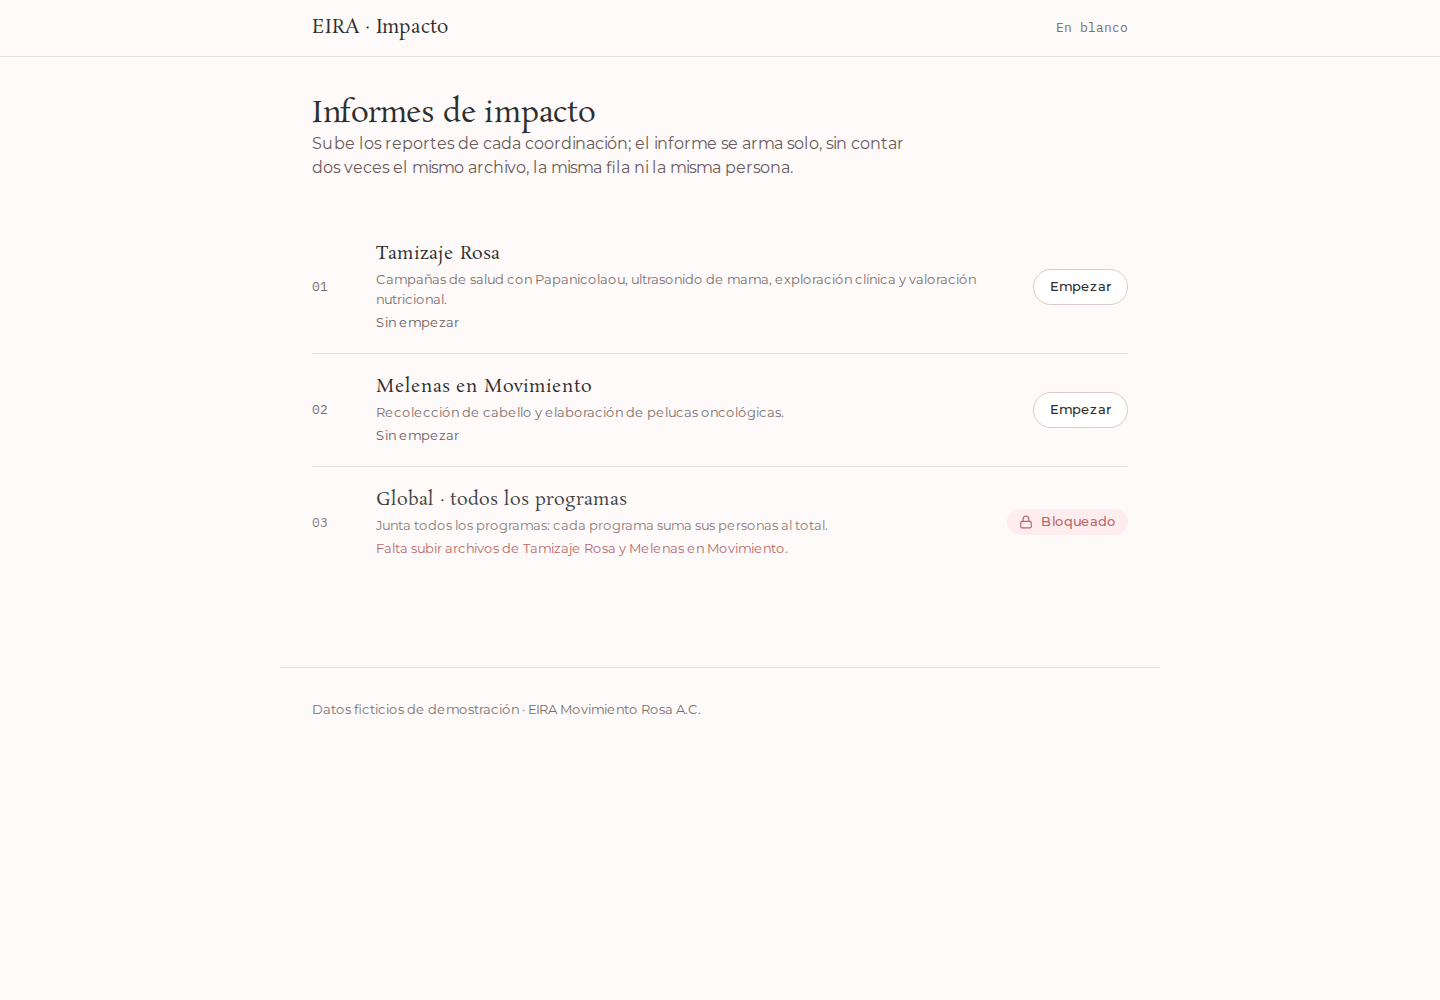 EIRA · Impacto
En blanco
Informes de impacto
Sube los reportes de cada coordinación; el informe se arma solo, sin contar
dos veces el mismo archivo, la misma fila ni la misma persona.
01
Tamizaje Rosa
Campañas de salud con Papanicolaou, ultrasonido de mama, exploración clínica y valoración
nutricional.
Sin empezar
Empezar
02
Melenas en Movimiento
Recolección de cabello y elaboración de pelucas oncológicas.
Sin empezar
Empezar
03
Global · todos los programas
Junta todos los programas: cada programa suma sus personas al total.
Falta subir archivos de Tamizaje Rosa y Melenas en Movimiento.
Bloqueado
Datos ficticios de demostración · EIRA Movimiento Rosa A.C.